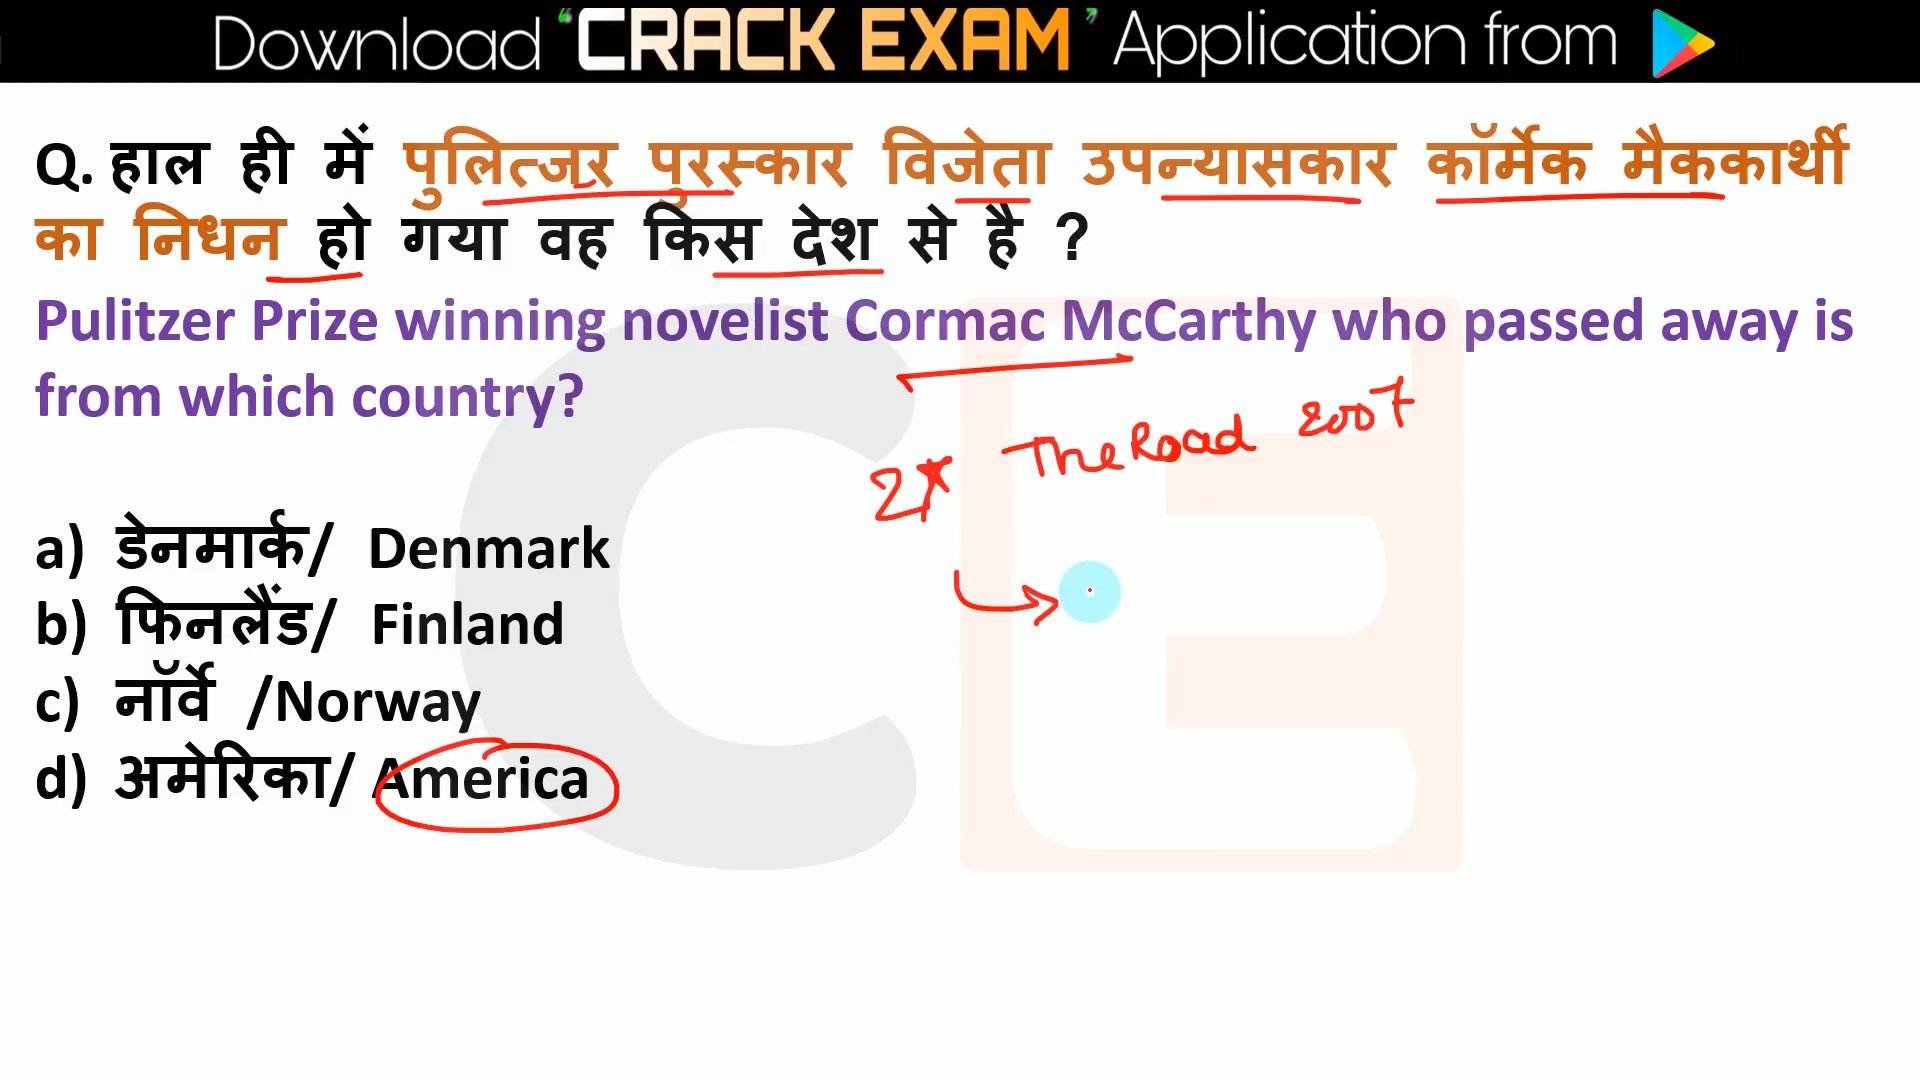 Download ‘CRACK EXAM’ Application from
Q. हाल ही में पुलित्जर पुरस्कार विजेता उपन्यासकार कॉर्मेक मैककार्थी
का निधन हो गया वह किस देश से है ?
Pulitzer Prize winning novelist Cormac McCarthy who passed away is
from which country?
The Road 2007
a) डेनमार्क/ Denmark
b) फिनलैंड/ Finland
c) नॉर्वे /Norway
d) अमेरिका/ America
CE